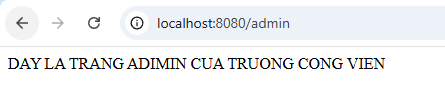 localhost:8080/admin
DAY LA TRANG ADIMIN CUA TRUONG CONG VIEN